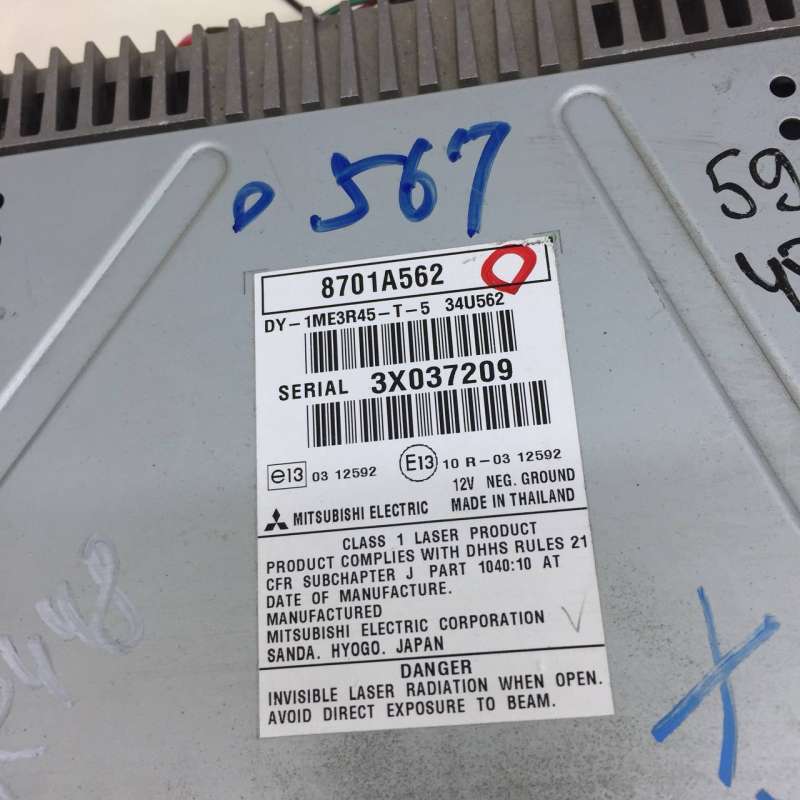 567
59
8701A562
DY-1ME3R45-T-5 34U562
SERIAL 3X037209
e13 03 12592 E13 10 R-03 12592
12V NEG. GROUND
MITSUBISHI ELECTRIC MADE IN THAILAND
CLASS 1 LASER PRODUCT
PRODUCT COMPLIES WITH DHHS RULES 21
CFR SUBCHAPTER J PART 1040:10 AT
DATE OF MANUFACTURE.
MANUFACTURED
MITSUBISHI ELECTRIC CORPORATION
SANDA. HYOGO. JAPAN
DANGER
INVISIBLE LASER RADIATION WHEN OPEN.
AVOID DIRECT EXPOSURE TO BEAM.
X